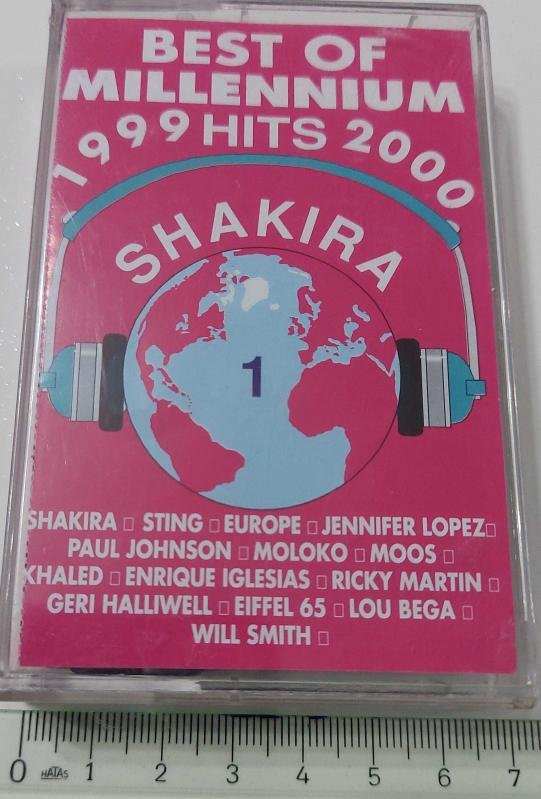 BEST OF
MILLENNIUM
1999 HITS 2000
SHAKIRA
1
SHAKIRA ▯ STING ▯ EUROPE ▯ JENNIFER LOPEZ▯
PAUL JOHNSON ▯ MOLOKO ▯ MOOS ▯
KHALED ▯ ENRIQUE IGLESIAS ▯ RICKY MARTIN ▯
GERI HALLIWELL ▯ EIFFEL 65 ▯ LOU BEGA ▯
WILL SMITH ▯
0 HATAS 1 2 3 4 5 6 7